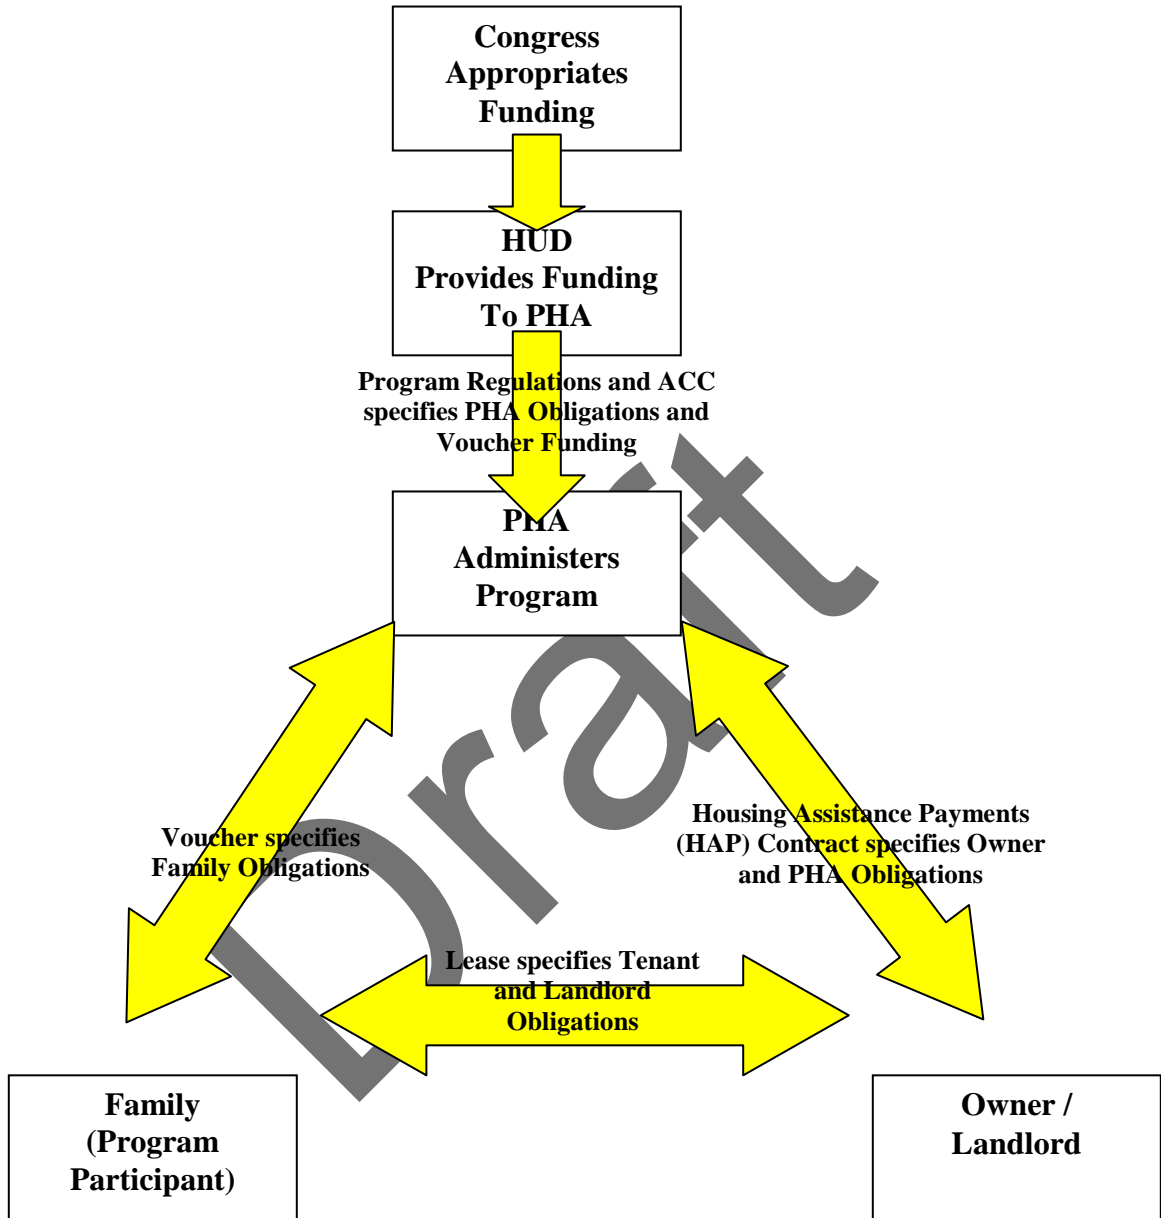 Congress
Appropriates
Funding
HUD
Provides Funding
To PHA
Program Regulations and ACC
specifies PHA Obligations and
Voucher Funding
PHA
Administers
Program
Draft
Voucher specifies
Family Obligations
Housing Assistance Payments
(HAP) Contract specifies Owner
and PHA Obligations
Lease specifies Tenant
and Landlord
Obligations
Family
(Program
Participant)
Owner /
Landlord